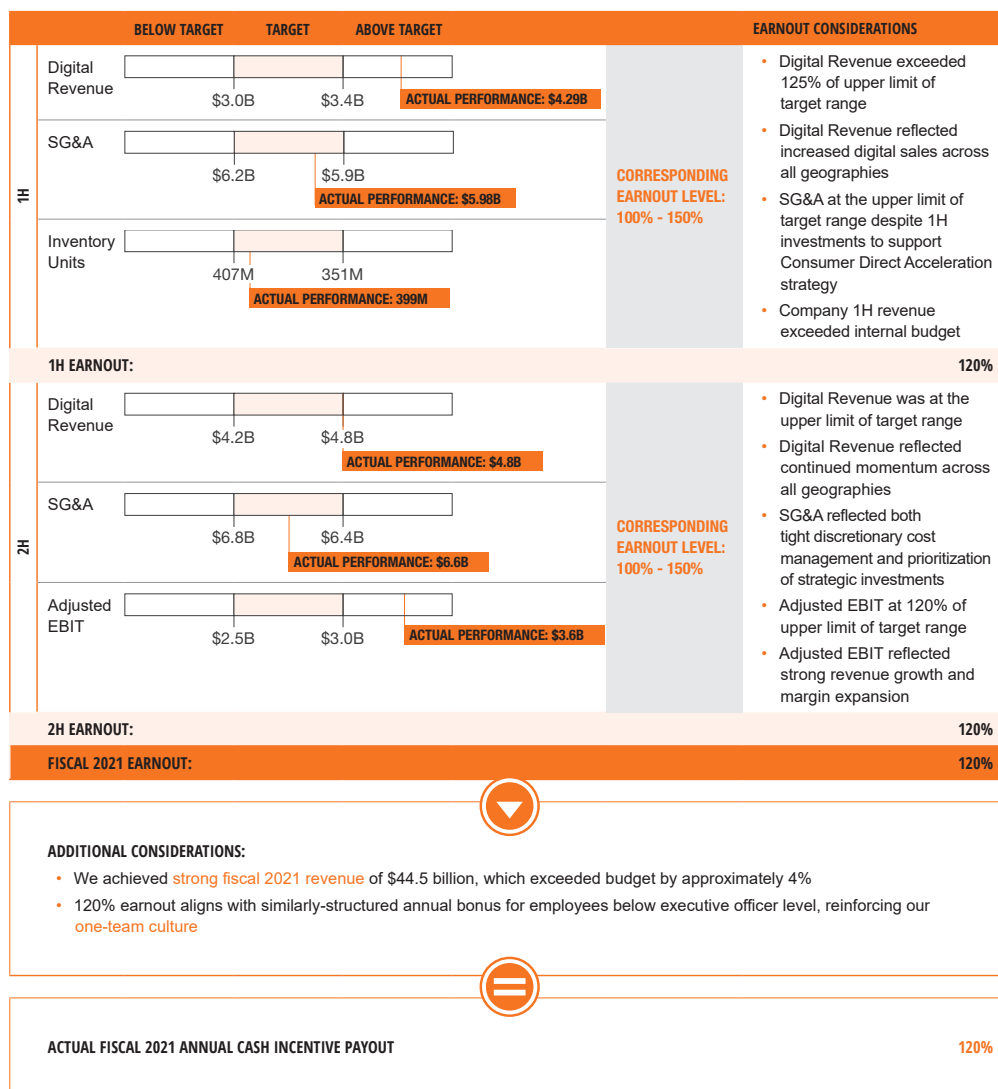 BELOW TARGET TARGET ABOVE TARGET EARNOUT CONSIDERATIONS
1H
Digital
Revenue
$3.0B $3.4B
ACTUAL PERFORMANCE: $4.29B
SG&A
$6.2B $5.9B
ACTUAL PERFORMANCE: $5.98B
Inventory
Units
407M 351M
ACTUAL PERFORMANCE: 399M
CORRESPONDING
EARNOUT LEVEL:
100% - 150%
• Digital Revenue exceeded
125% of upper limit of
target range
• Digital Revenue reflected
increased digital sales across
all geographies
• SG&A at the upper limit of
target range despite 1H
investments to support
Consumer Direct Acceleration
strategy
• Company 1H revenue
exceeded internal budget
1H EARNOUT: 120%
2H
Digital
Revenue
$4.2B $4.8B
ACTUAL PERFORMANCE: $4.8B
SG&A
$6.8B $6.4B
ACTUAL PERFORMANCE: $6.6B
Adjusted
EBIT
$2.5B $3.0B
ACTUAL PERFORMANCE: $3.6B
CORRESPONDING
EARNOUT LEVEL:
100% - 150%
• Digital Revenue was at the
upper limit of target range
• Digital Revenue reflected
continued momentum across
all geographies
• SG&A reflected both
tight discretionary cost
management and prioritization
of strategic investments
• Adjusted EBIT at 120% of
upper limit of target range
• Adjusted EBIT reflected
strong revenue growth and
margin expansion
2H EARNOUT: 120%
FISCAL 2021 EARNOUT: 120%
ADDITIONAL CONSIDERATIONS:
• We achieved strong fiscal 2021 revenue of $44.5 billion, which exceeded budget by approximately 4%
• 120% earnout aligns with similarly-structured annual bonus for employees below executive officer level, reinforcing our
one-team culture
ACTUAL FISCAL 2021 ANNUAL CASH INCENTIVE PAYOUT 120%